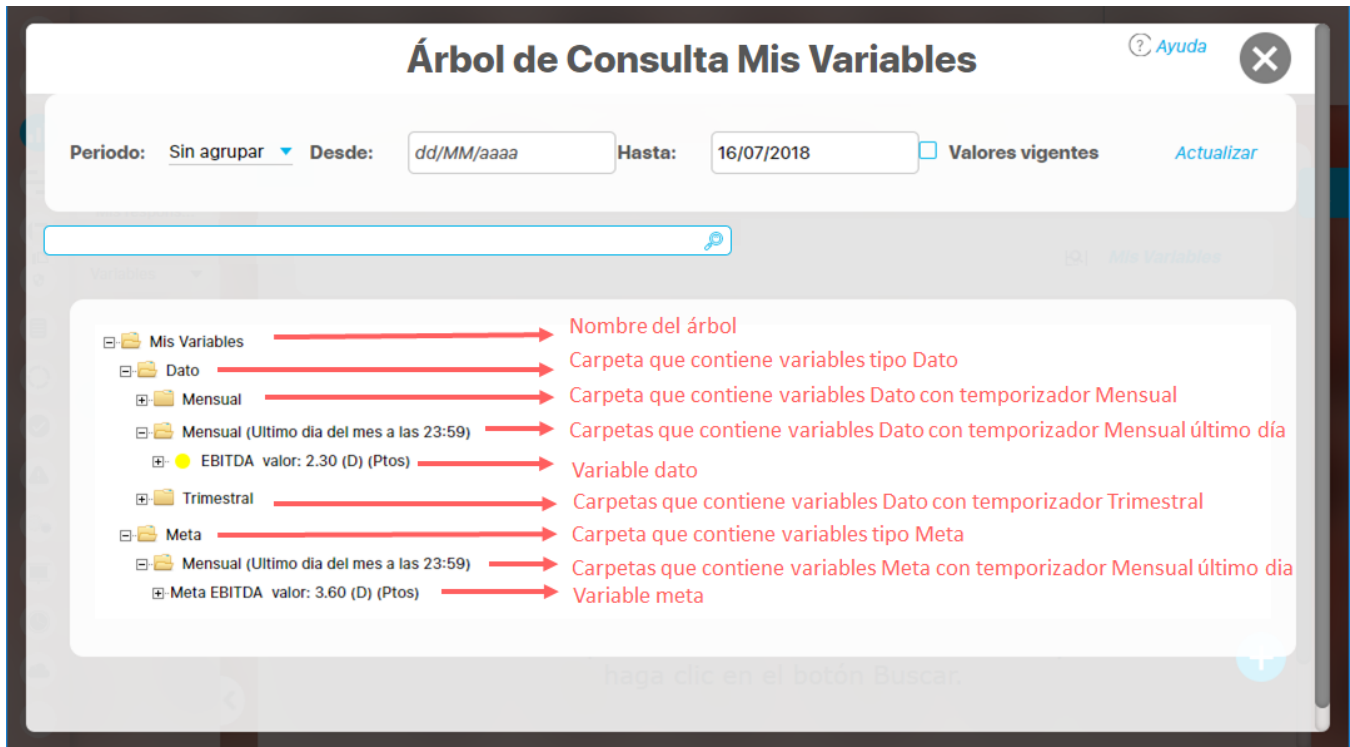 Árbol de Consulta Mis Variables
? Ayuda
Periodo: Sin agrupar Desde: dd/MM/aaaa Hasta: 16/07/2018 Valores vigentes Actualizar
Variables
Mis Variables
Mis Variables Nombre del árbol
Dato Carpeta que contiene variables tipo Dato
Mensual Carpeta que contiene variables Dato con temporizador Mensual
Mensual (Ultimo dia del mes a las 23:59) Carpetas que contiene variables Dato con temporizador Mensual último día
EBITDA valor: 2.30 (D) (Ptos) Variable dato
Trimestral Carpetas que contiene variables Dato con temporizador Trimestral
Meta Carpeta que contiene variables tipo Meta
Mensual (Ultimo dia del mes a las 23:59) Carpetas que contiene variables Meta con temporizador Mensual último dia
Meta EBITDA valor: 3.60 (D) (Ptos) Variable meta
haga clic en el botón Buscar.